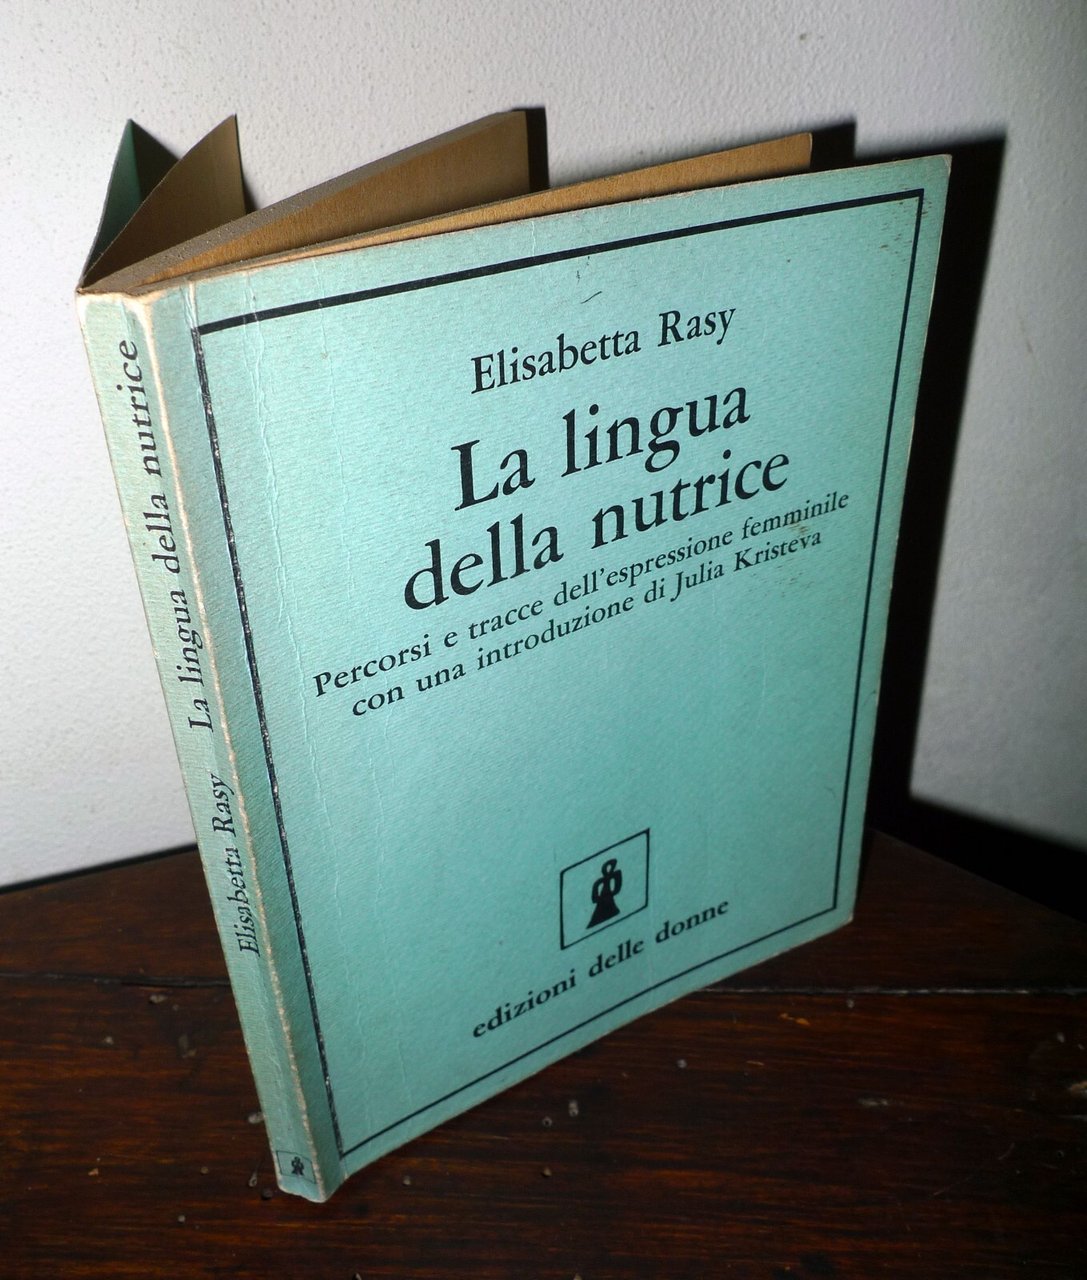 Elisabetta Rasy
La lingua
della nutrice
Percorsi e tracce dell'espressione femminile
con una introduzione di Julia Kristeva
edizioni delle donne
Elisabetta Rasy La lingua della nutrice